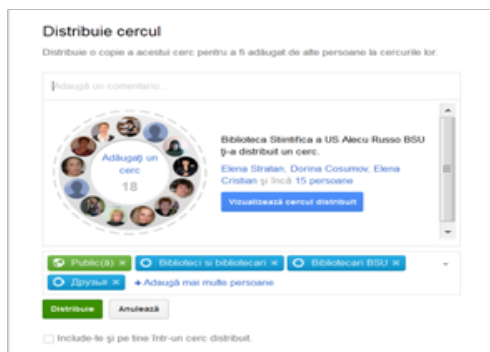 Distribuie cercul
Distribuie o copie a acestui cerc pentru a fi adăugat de alte persoane la cercurile lor.
Adaugă un comentariu...
Adăugați un
cerc
18
Biblioteca Stiintifica a US Alecu Russo BSU
ți-a distribuit un cerc.
Elena Stratan, Dorina Cosumov, Elena
Cristian și încă 15 persoane
Vizualizează cercul distribuit
Public(ă) × Biblioteci si bibliotecari × Bibliotecari BSU ×
Друзья × + Adaugă mai multe persoane
Distribuie Anulează
Include-te și pe tine într-un cerc distribuit.